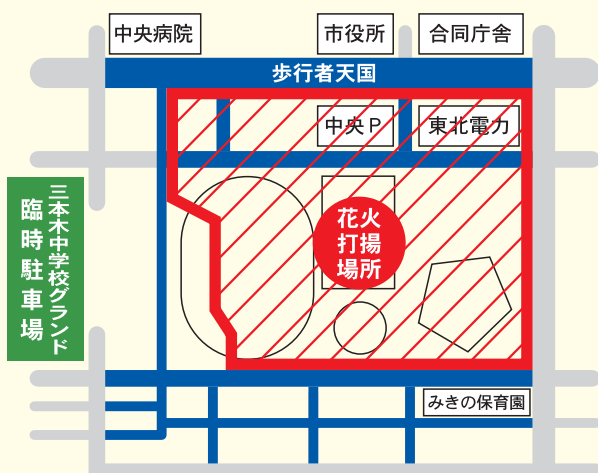 中央病院
市役所
合同庁舎
歩行者天国
中央P
東北電力
三本木中学校グランド
臨時駐車場
花火
打揚
場所
みきの保育園